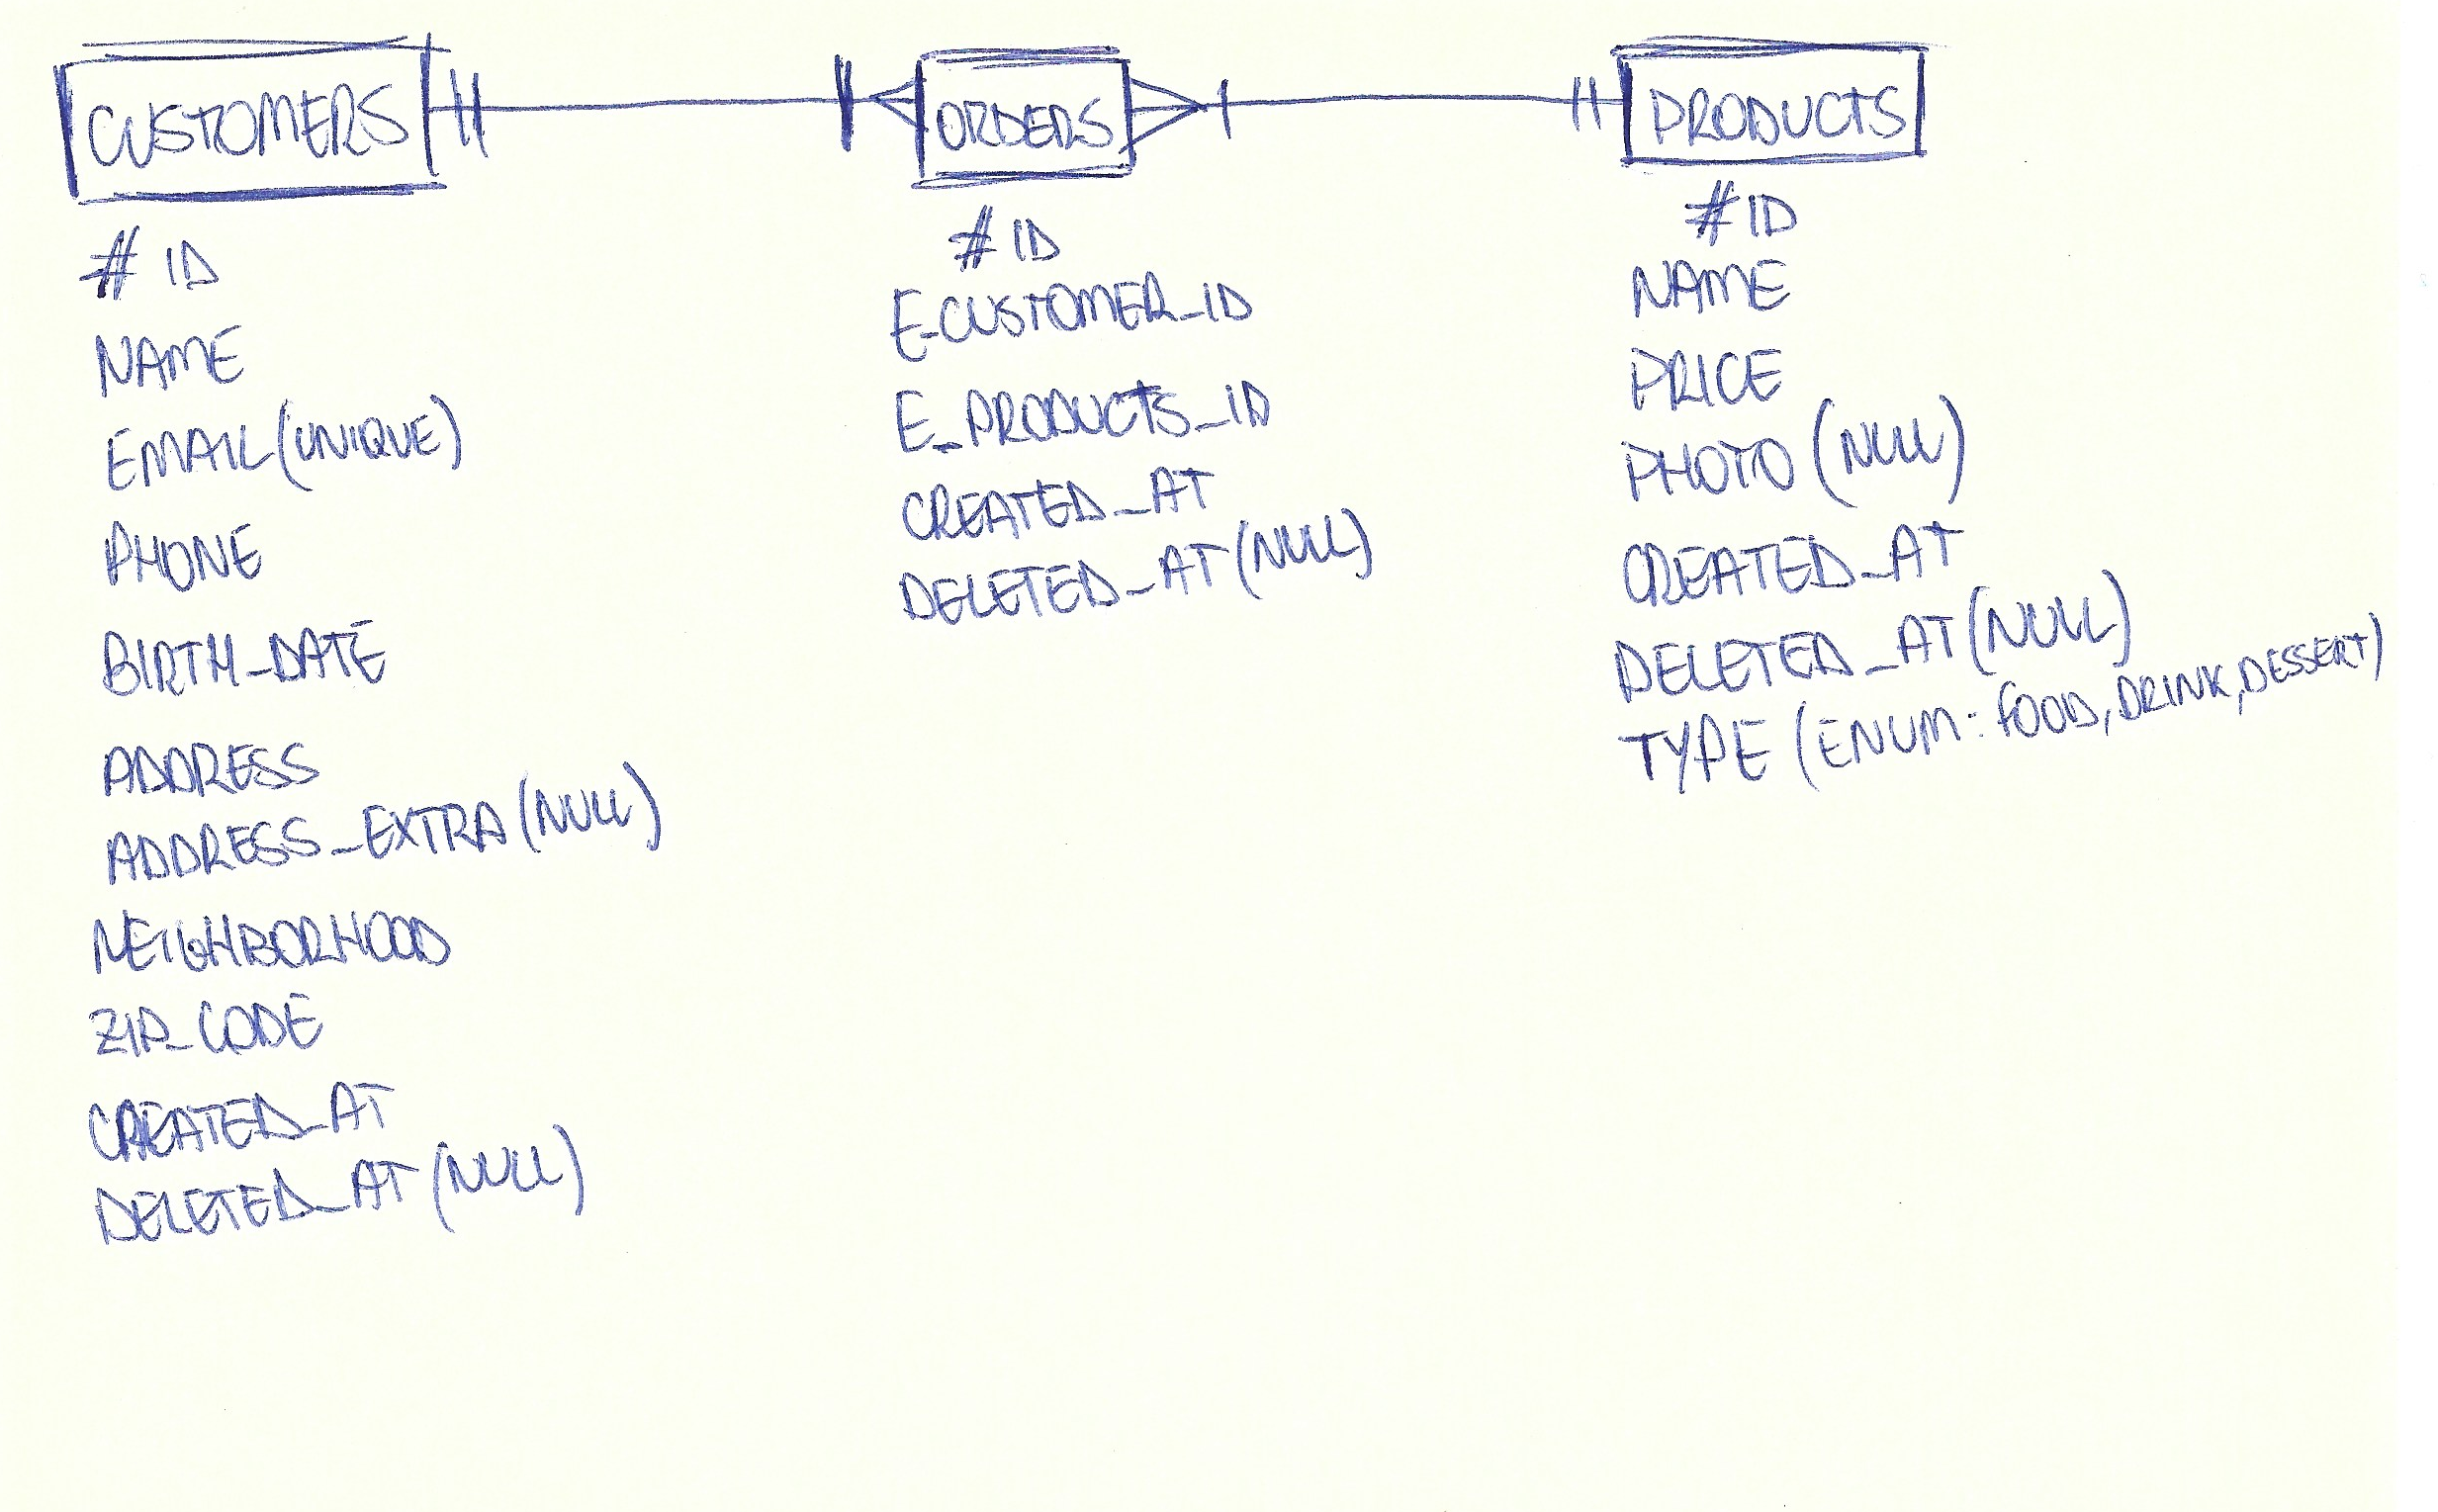 CUSTOMERS
# ID
NAME
EMAIL (UNIQUE)
PHONE
BIRTH_DATE
ADDRESS
ADDRESS_EXTRA (NULL)
NEIGHBORHOOD
ZIP_CODE
CREATED_AT
DELETED_AT (NULL)
ORDERS
# ID
E_CUSTOMER_ID
E_PRODUCTS_ID
CREATED_AT
DELETED_AT (NULL)
PRODUCTS
# ID
NAME
PRICE
PHOTO (NULL)
CREATED_AT
DELETED_AT (NULL)
TYPE (ENUM: FOOD, DRINK, DESSERT)